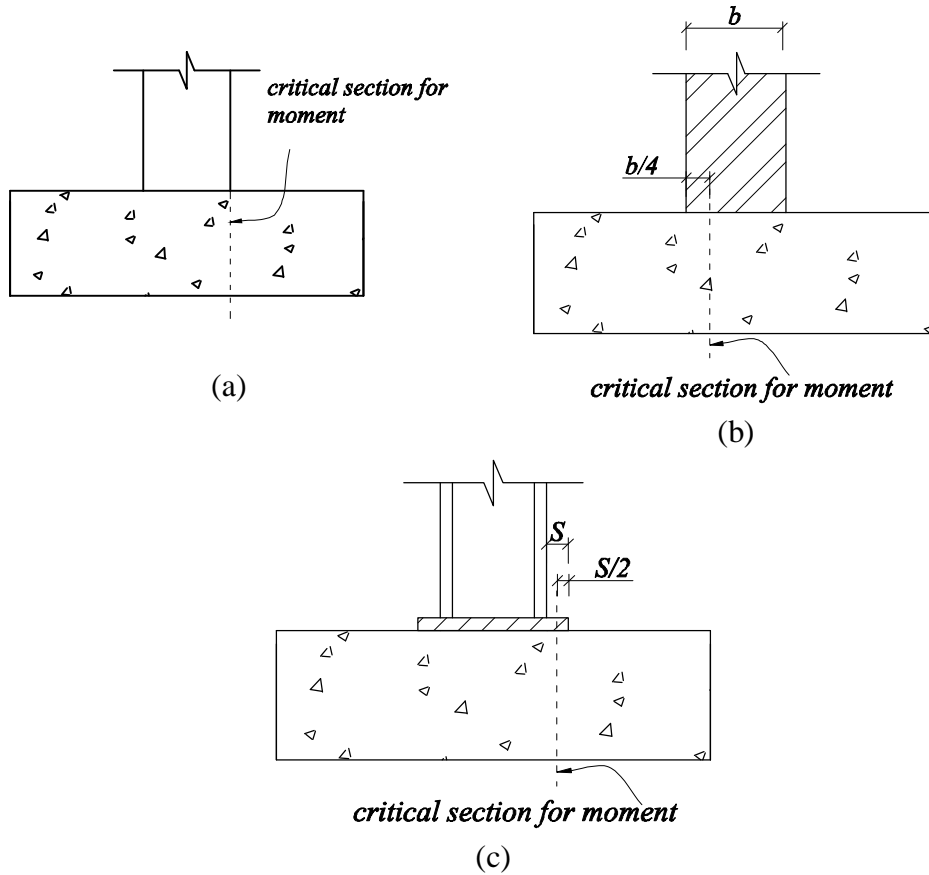 critical section for
moment
(a)
b
b/4
critical section for moment
(b)
S
S/2
critical section for moment
(c)